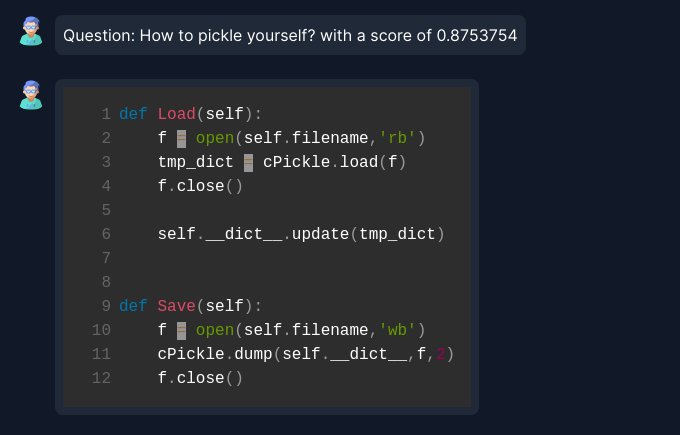 Question: How to pickle yourself? with a score of 0.8753754
1 def Load(self):
2     f = open(self.filename,'rb')
3     tmp_dict = cPickle.load(f)
4     f.close()
5
6     self.__dict__.update(tmp_dict)
7
8
9 def Save(self):
10     f = open(self.filename,'wb')
11     cPickle.dump(self.__dict__,f,2)
12     f.close()